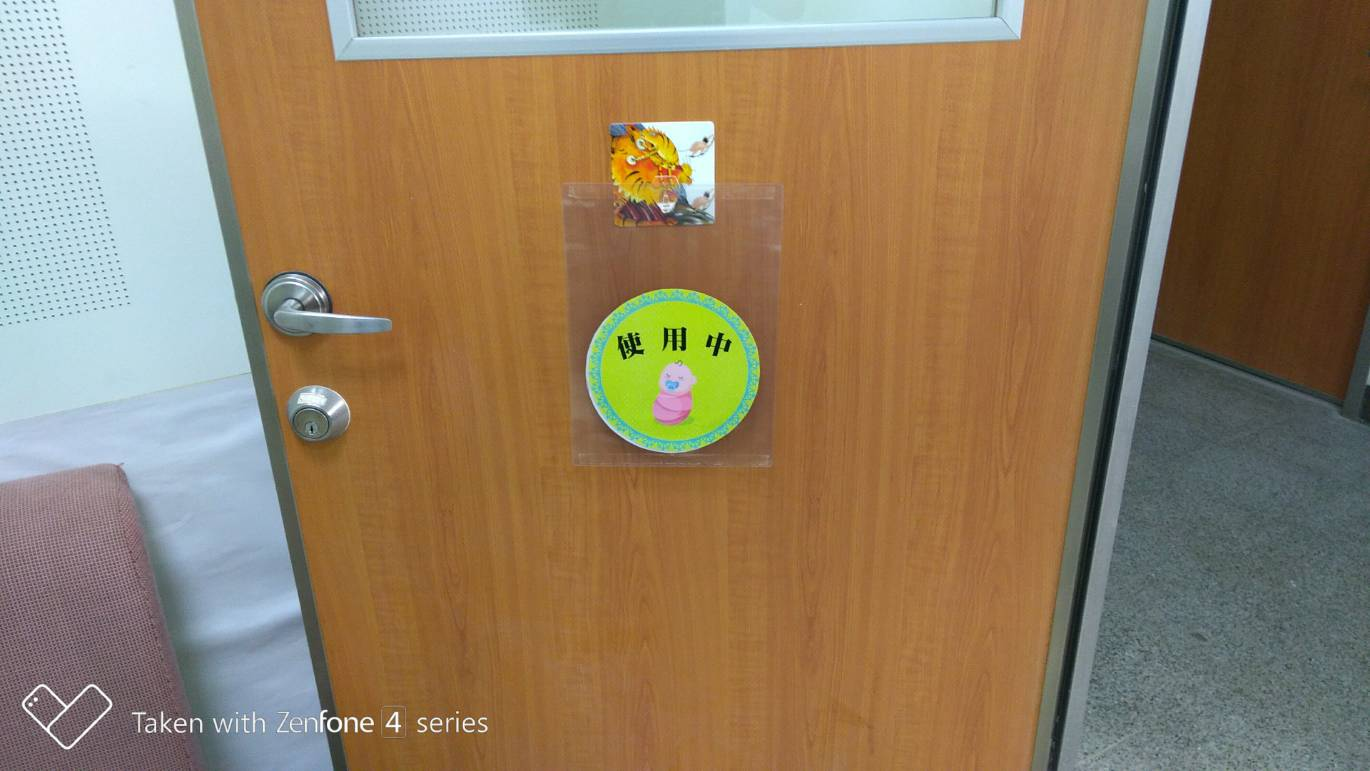 使用中
Taken with Zenfone 4 series